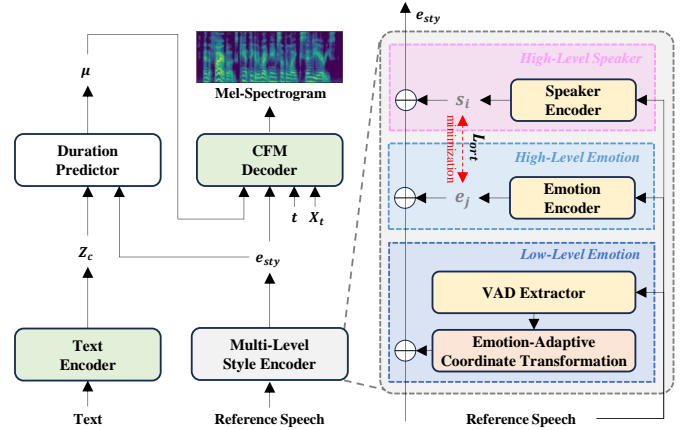 Mel-Spectrogram
μ
Duration
Predictor
CFM
Decoder
t
X_t
Z_c
e_sty
Text
Encoder
Multi-Level
Style Encoder
Text
Reference Speech
e_sty
High-Level Speaker
s_i
Speaker
Encoder
L_ort
minimization
High-Level Emotion
e_j
Emotion
Encoder
Low-Level Emotion
VAD Extractor
Emotion-Adaptive
Coordinate Transformation
Reference Speech